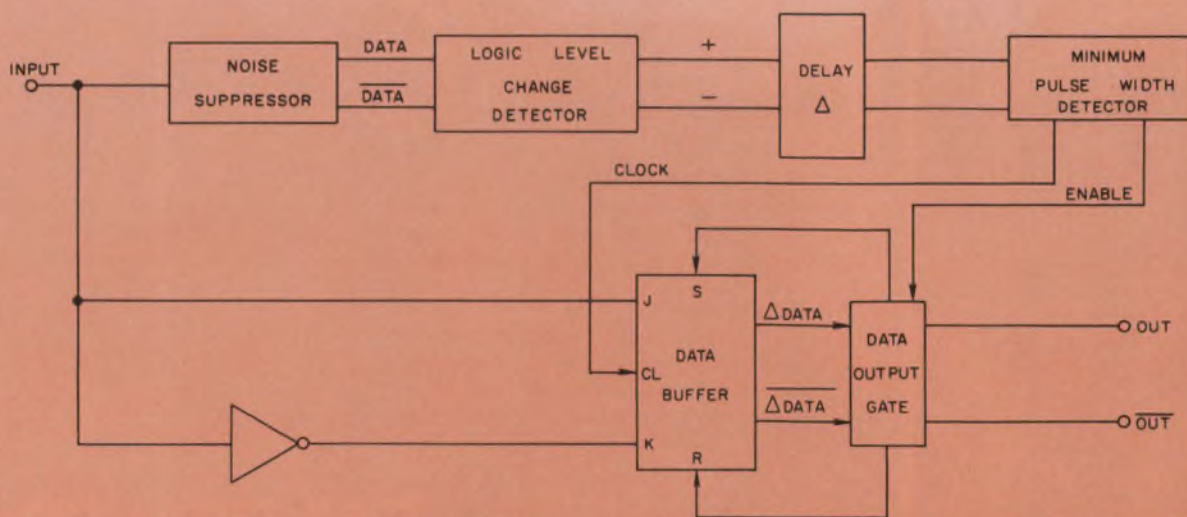 INPUT
NOISE
SUPPRESSOR
DATA
DATA
LOGIC LEVEL
CHANGE
DETECTOR
+
−
DELAY
Δ
MINIMUM
PULSE WIDTH
DETECTOR
CLOCK
ENABLE
J
S
CL
DATA
BUFFER
K
R
ΔDATA
ΔDATA
DATA
OUTPUT
GATE
OUT
OUT